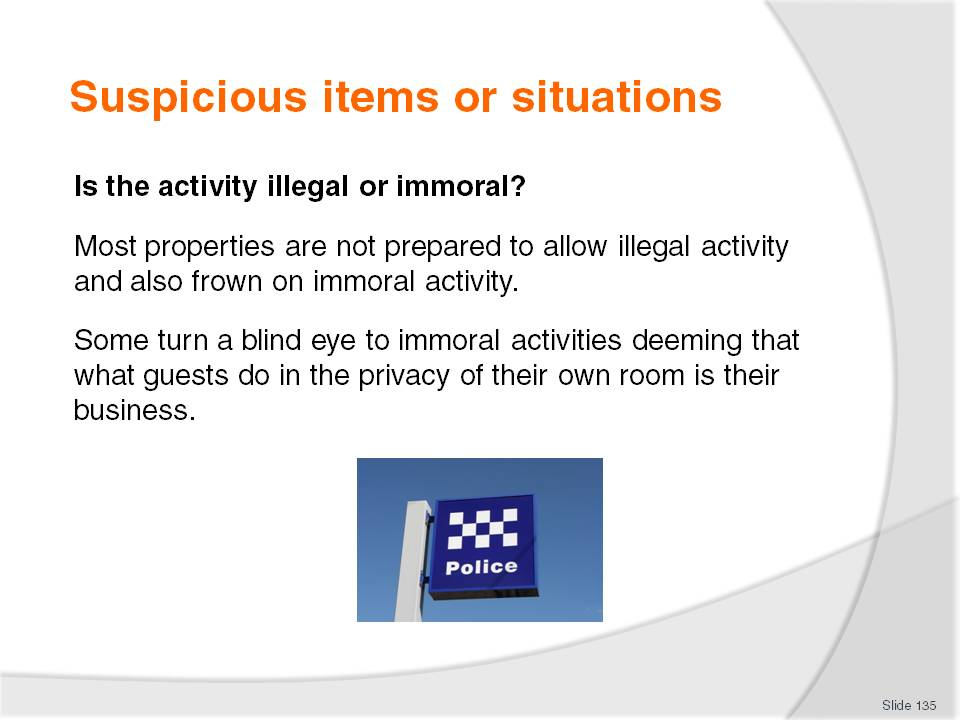 Suspicious items or situations
Is the activity illegal or immoral?
Most properties are not prepared to allow illegal activity
and also frown on immoral activity.
Some turn a blind eye to immoral activities deeming that
what guests do in the privacy of their own room is their
business.
Police
Slide 135